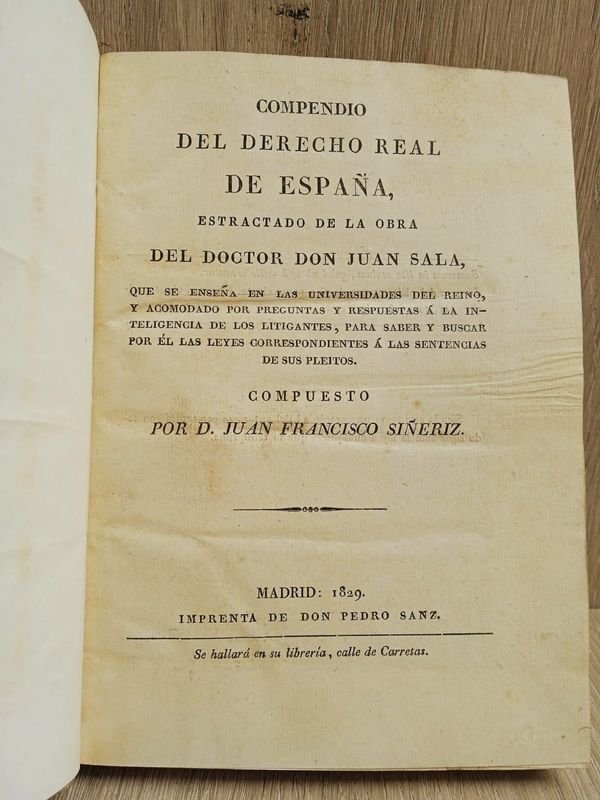 COMPENDIO
DEL DERECHO REAL
DE ESPAÑA,
ESTRACTADO DE LA OBRA
DEL DOCTOR DON JUAN SALA,
QUE SE ENSEÑA EN LAS UNIVERSIDADES DEL REINO,
Y ACOMODADO POR PREGUNTAS Y RESPUESTAS Á LA IN-
TELIGENCIA DE LOS LITIGANTES, PARA SABER Y BUSCAR
POR ÉL LAS LEYES CORRESPONDIENTES Á LAS SENTENCIAS
DE SUS PLEITOS.
COMPUESTO
POR D. JUAN FRANCISCO SIÑERIZ.
MADRID: 1829.
IMPRENTA DE DON PEDRO SANZ.
Se hallará en su librería, calle de Carretas.